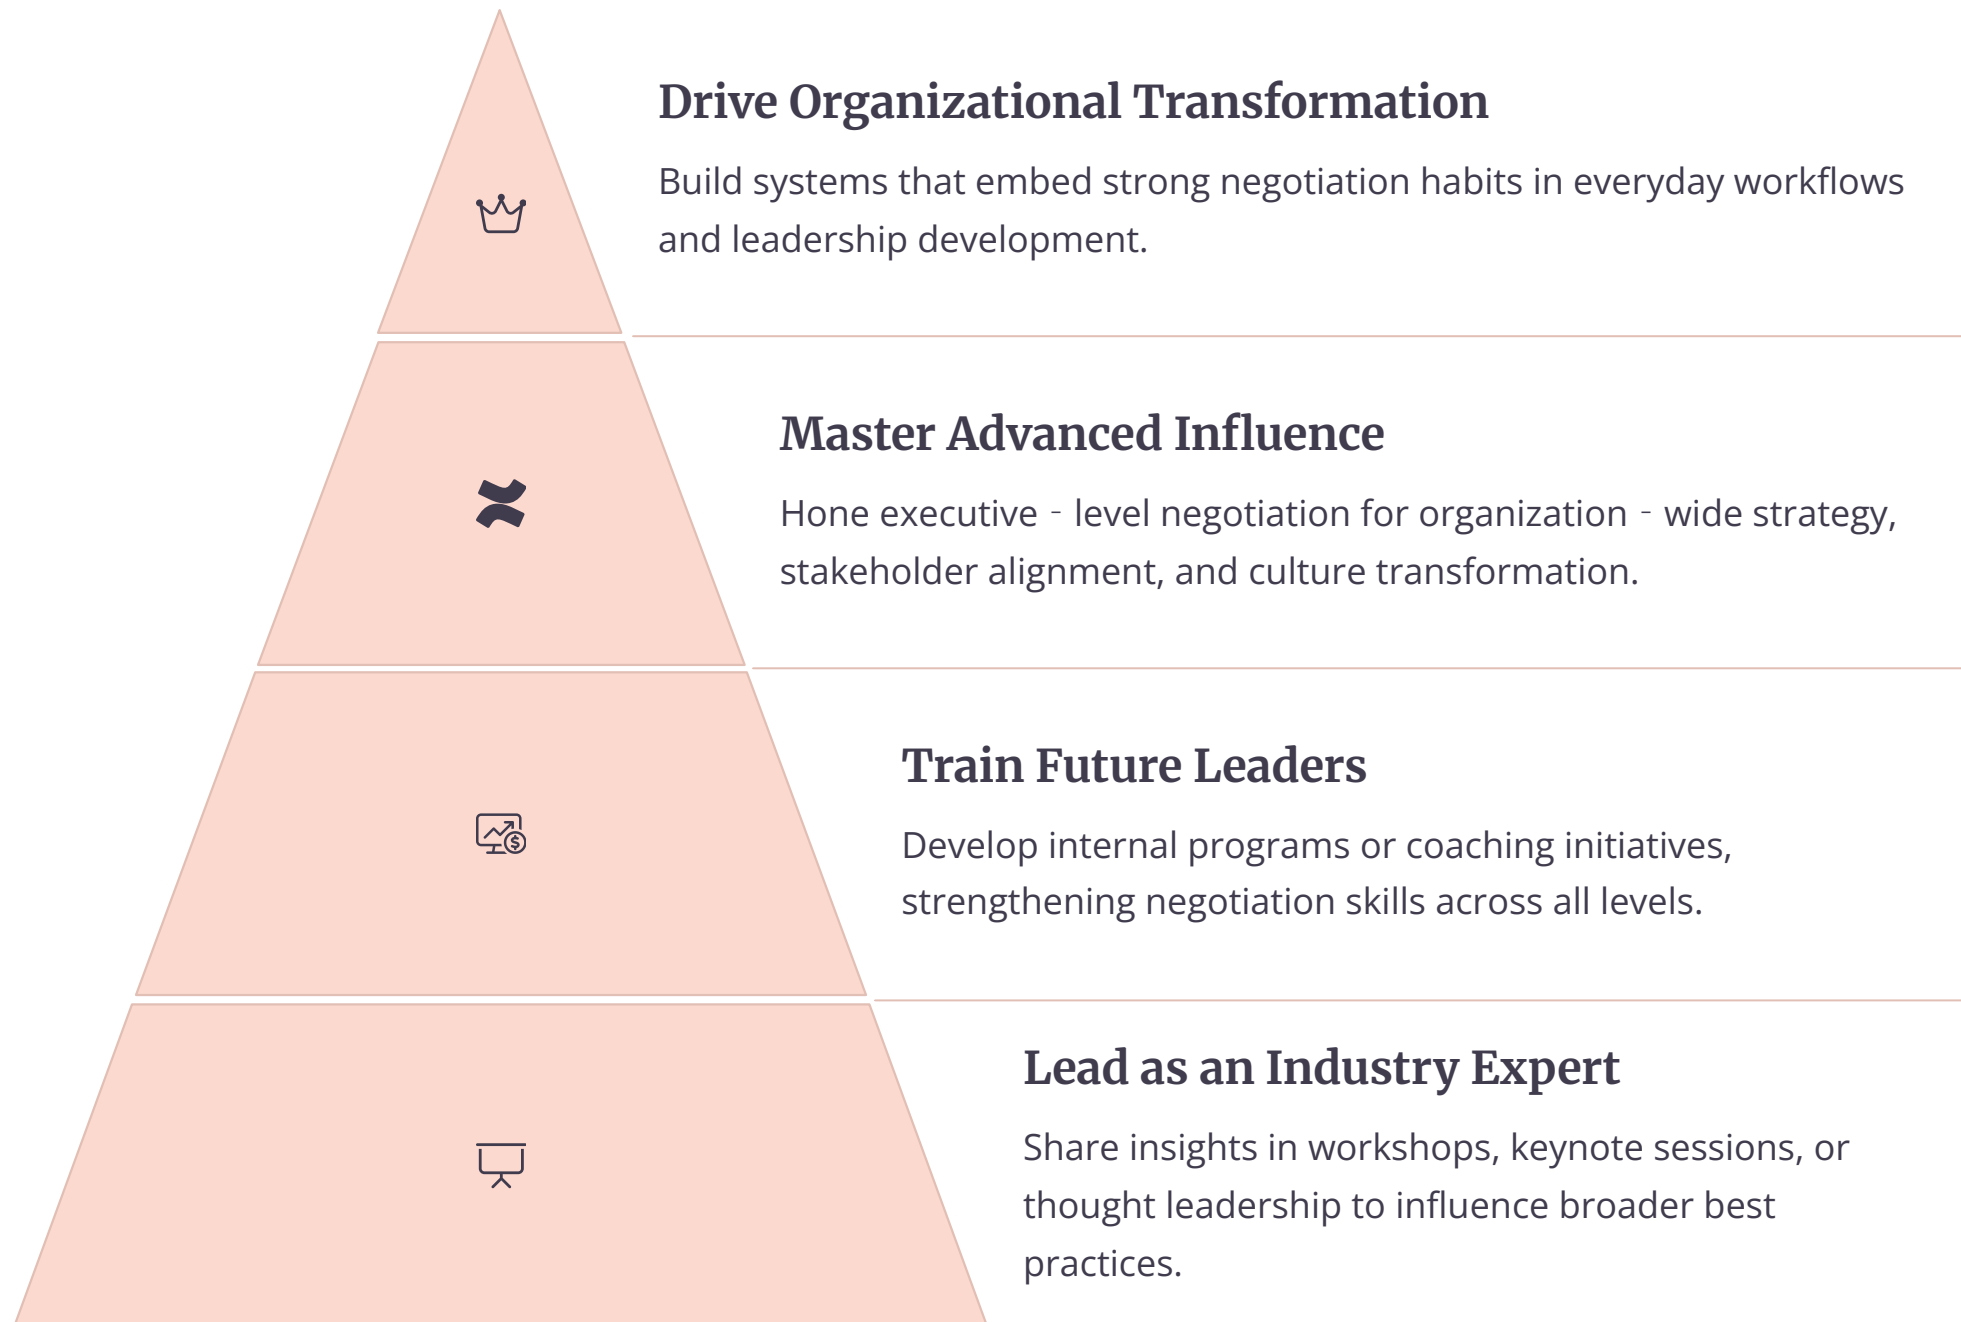 Drive Organizational Transformation
Build systems that embed strong negotiation habits in everyday workflows
and leadership development.
Master Advanced Influence
Hone executive - level negotiation for organization - wide strategy,
stakeholder alignment, and culture transformation.
Train Future Leaders
Develop internal programs or coaching initiatives,
strengthening negotiation skills across all levels.
Lead as an Industry Expert
Share insights in workshops, keynote sessions, or
thought leadership to influence broader best
practices.